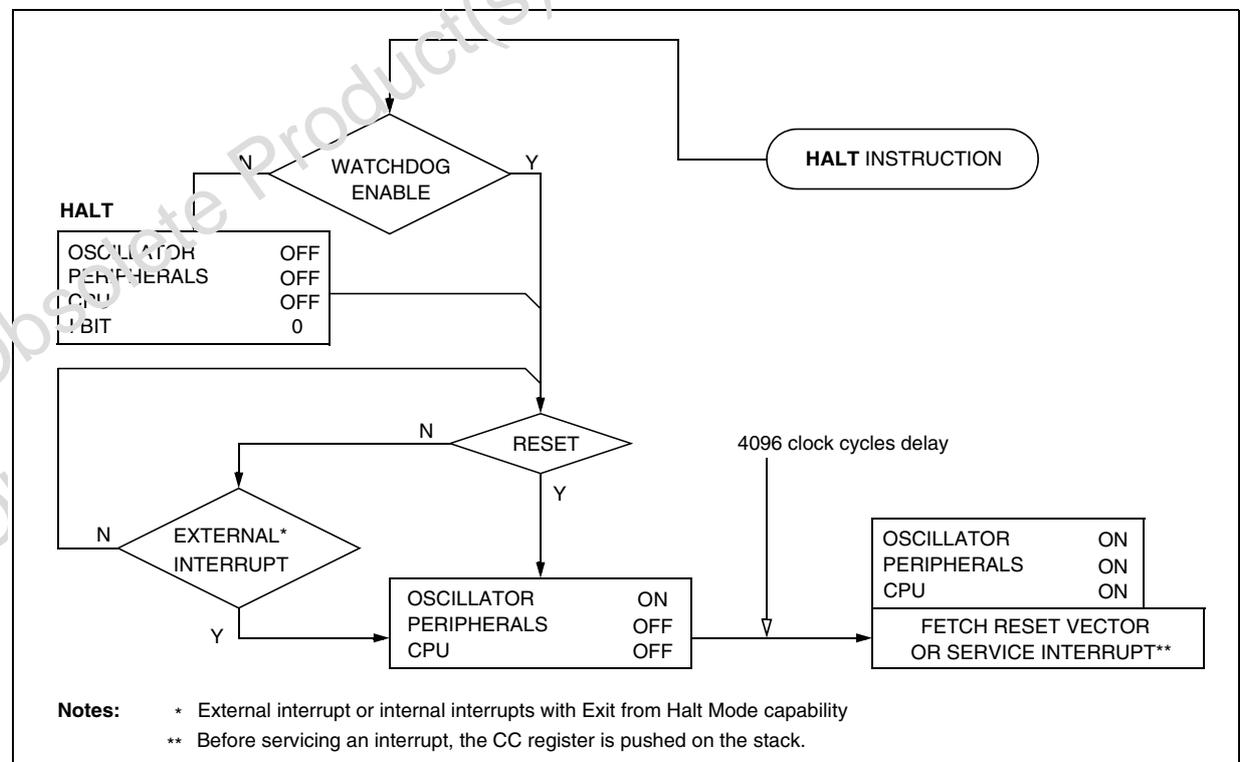 Obsolete Product(s)
HALT INSTRUCTION
WATCHDOG
ENABLE
N
Y
HALT
OSCILLATOR OFF
PERIPHERALS OFF
CPU OFF
I BIT 0
RESET
N
Y
4096 clock cycles delay
EXTERNAL*
INTERRUPT
N
Y
OSCILLATOR ON
PERIPHERALS OFF
CPU OFF
OSCILLATOR ON
PERIPHERALS ON
CPU ON
FETCH RESET VECTOR
OR SERVICE INTERRUPT**
Notes: * External interrupt or internal interrupts with Exit from Halt Mode capability
** Before servicing an interrupt, the CC register is pushed on the stack.